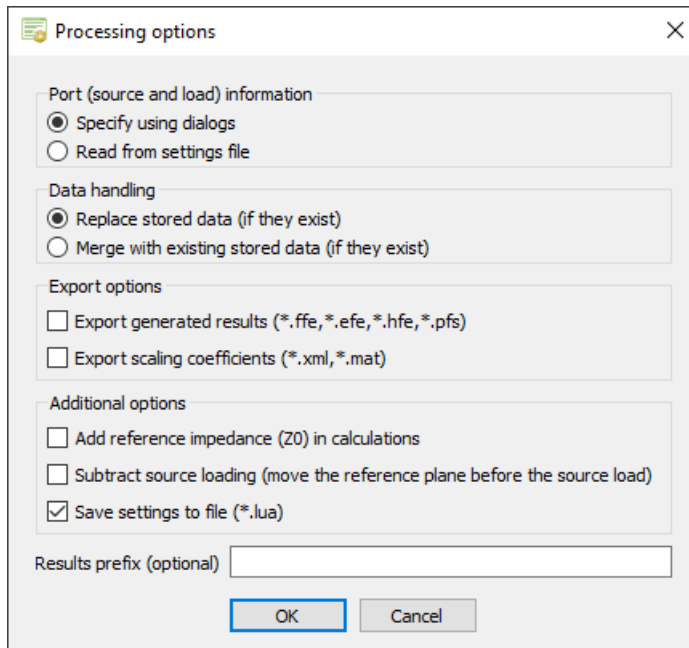 Processing options
Port (source and load) information
Specify using dialogs
Read from settings file
Data handling
Replace stored data (if they exist)
Merge with existing stored data (if they exist)
Export options
Export generated results (*.ffe,*.efe,*.hfe,*.pfs)
Export scaling coefficients (*.xml,*.mat)
Additional options
Add reference impedance (Z0) in calculations
Subtract source loading (move the reference plane before the source load)
Save settings to file (*.lua)
Results prefix (optional)
OK Cancel